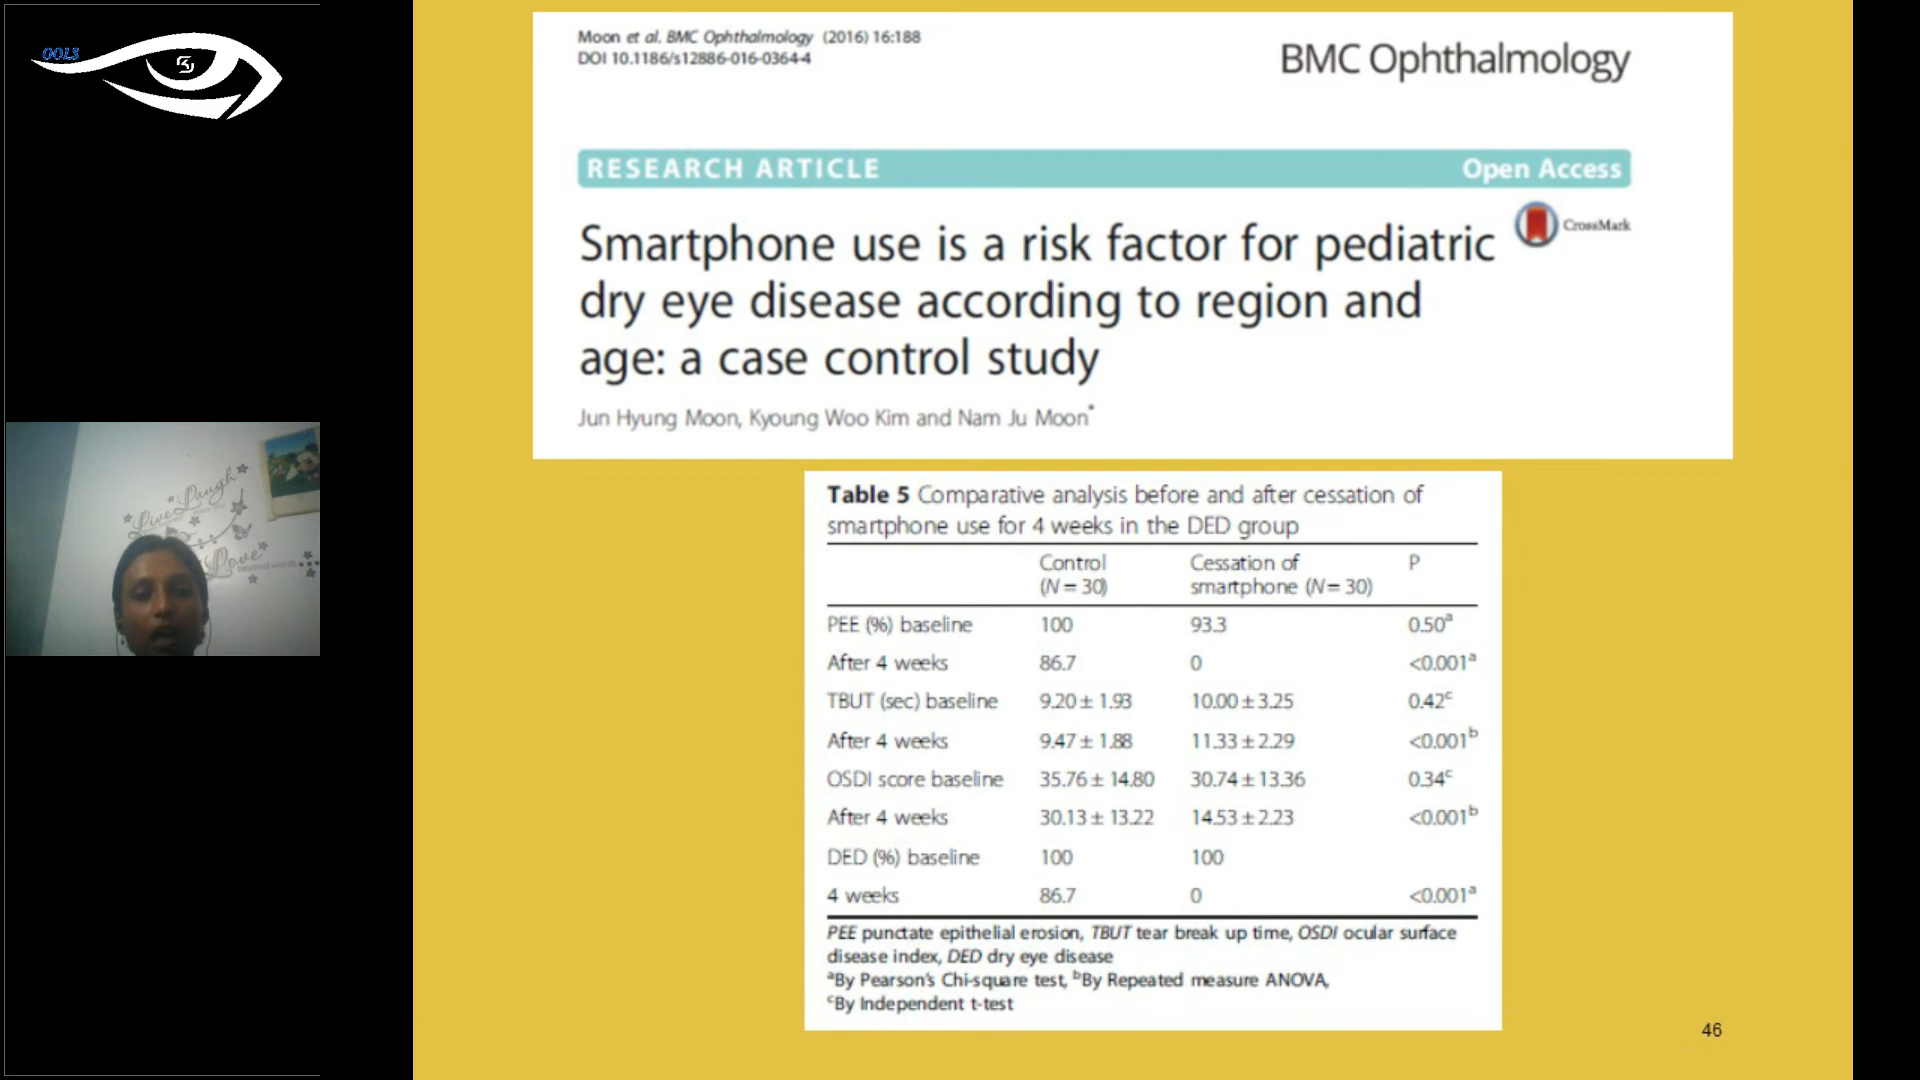 OOLS
Moon et al. BMC Ophthalmology (2016) 16:188
DOI 10.1186/s12886-016-0364-4
BMC Ophthalmology
RESEARCH ARTICLE
Open Access
Smartphone use is a risk factor for pediatric
dry eye disease according to region and
age: a case control study
CrossMark
Jun Hyung Moon, Kyoung Woo Kim and Nam Ju Moon*
Live Laugh
Love
Table 5 Comparative analysis before and after cessation of
smartphone use for 4 weeks in the DED group
Control (N = 30) Cessation of smartphone (N= 30) P
PEE (%) baseline 100 93.3 0.50ᵃ
After 4 weeks 86.7 0 <0.001ᵃ
TBUT (sec) baseline 9.20 ± 1.93 10.00 ± 3.25 0.42ᶜ
After 4 weeks 9.47 ± 1.88 11.33 ± 2.29 <0.001ᵇ
OSDI score baseline 35.76 ± 14.80 30.74 ± 13.36 0.34ᶜ
After 4 weeks 30.13 ± 13.22 14.53 ± 2.23 <0.001ᵇ
DED (%) baseline 100 100
4 weeks 86.7 0 <0.001ᵃ
PEE punctate epithelial erosion, TBUT tear break up time, OSDI ocular surface
disease index, DED dry eye disease
ᵃBy Pearson's Chi-square test, ᵇBy Repeated measure ANOVA,
ᶜBy Independent t-test
46